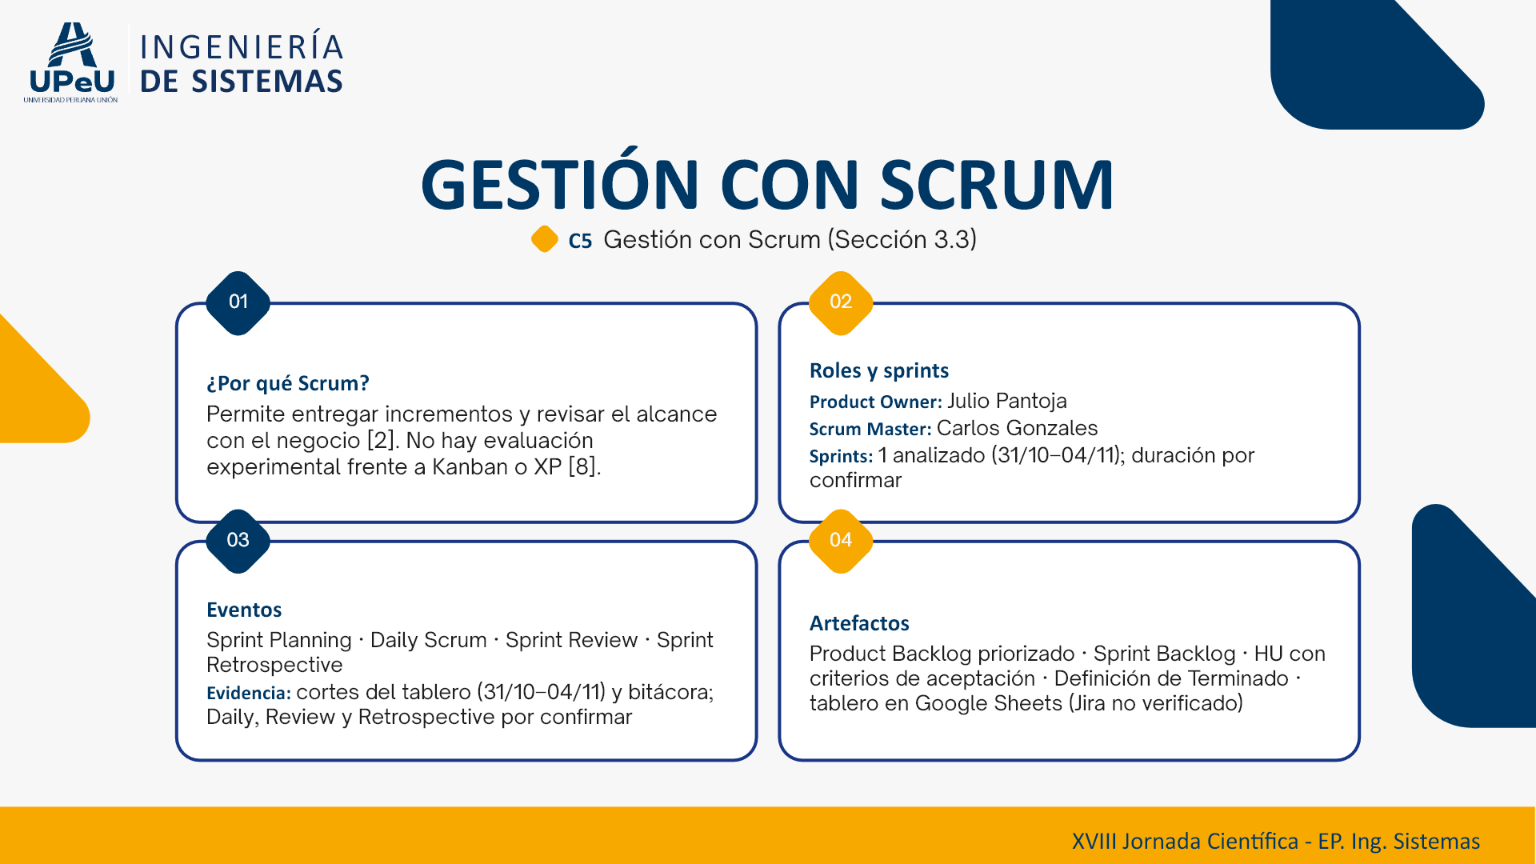 UPeU
UNIVERSIDAD PERUANA UNIÓN
INGENIERÍA
DE SISTEMAS
GESTIÓN CON SCRUM
C5 Gestión con Scrum (Sección 3.3)
01
¿Por qué Scrum?
Permite entregar incrementos y revisar el alcance
con el negocio [2]. No hay evaluación
experimental frente a Kanban o XP [8].
02
Roles y sprints
Product Owner: Julio Pantoja
Scrum Master: Carlos Gonzales
Sprints: 1 analizado (31/10–04/11); duración por
confirmar
03
Eventos
Sprint Planning · Daily Scrum · Sprint Review · Sprint
Retrospective
Evidencia: cortes del tablero (31/10–04/11) y bitácora;
Daily, Review y Retrospective por confirmar
04
Artefactos
Product Backlog priorizado · Sprint Backlog · HU con
criterios de aceptación · Definición de Terminado ·
tablero en Google Sheets (Jira no verificado)
XVIII Jornada Científica - EP. Ing. Sistemas